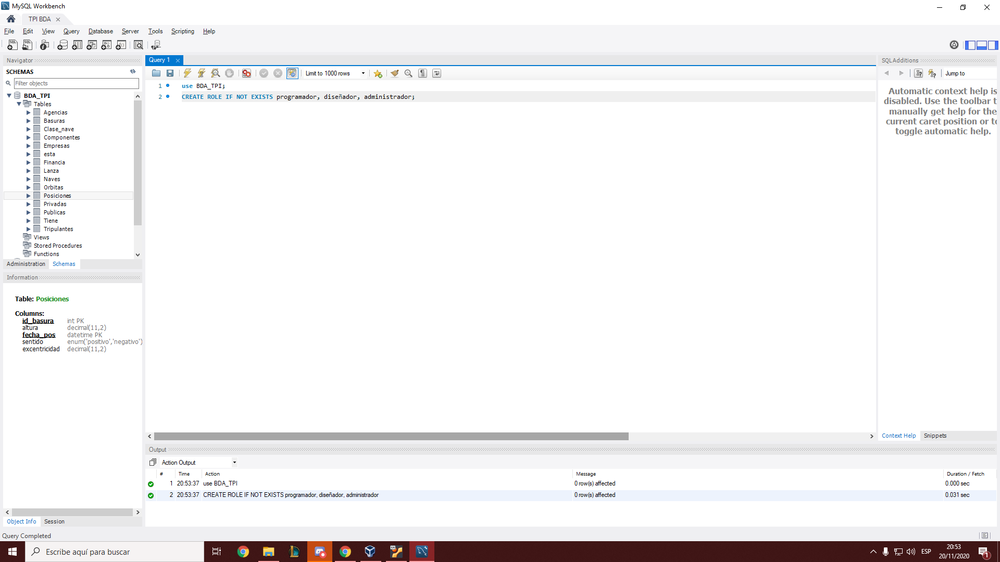 MySQL Workbench
TPI BDA
File Edit View Query Database Server Tools Scripting Help
Navigator
SCHEMAS
Filter objects
BDA_TPI
Tables
Agencias
Basuras
Clase_nave
Componentes
Empresas
esta
Financia
Lanza
Naves
Orbitas
Posiciones
Privadas
Publicas
Tiene
Tripulantes
Views
Stored Procedures
Functions
Administration Schemas
Information
Table: Posiciones
Columns:
id_basura int PK
altura decimal(11,2)
fecha_pos datetime PK
sentido enum('positivo','negativo')
excentricidad decimal(11,2)
Object Info Session
Query Completed
Query 1
Limit to 1000 rows
1 use BDA_TPI;
2 CREATE ROLE IF NOT EXISTS programador, diseñador, administrador;
SQLAdditions
Jump to
Automatic context help is
disabled. Use the toolbar t
manually get help for the
current caret position or to
toggle automatic help.
Context Help Snippets
Output
Action Output
# Time Action Message Duration / Fetch
1 20:53:37 use BDA_TPI 0 row(s) affected 0.000 sec
2 20:53:37 CREATE ROLE IF NOT EXISTS programador, diseñador, administrador 0 row(s) affected 0.031 sec
Escribe aquí para buscar
ESP
20:53
20/11/2020
1